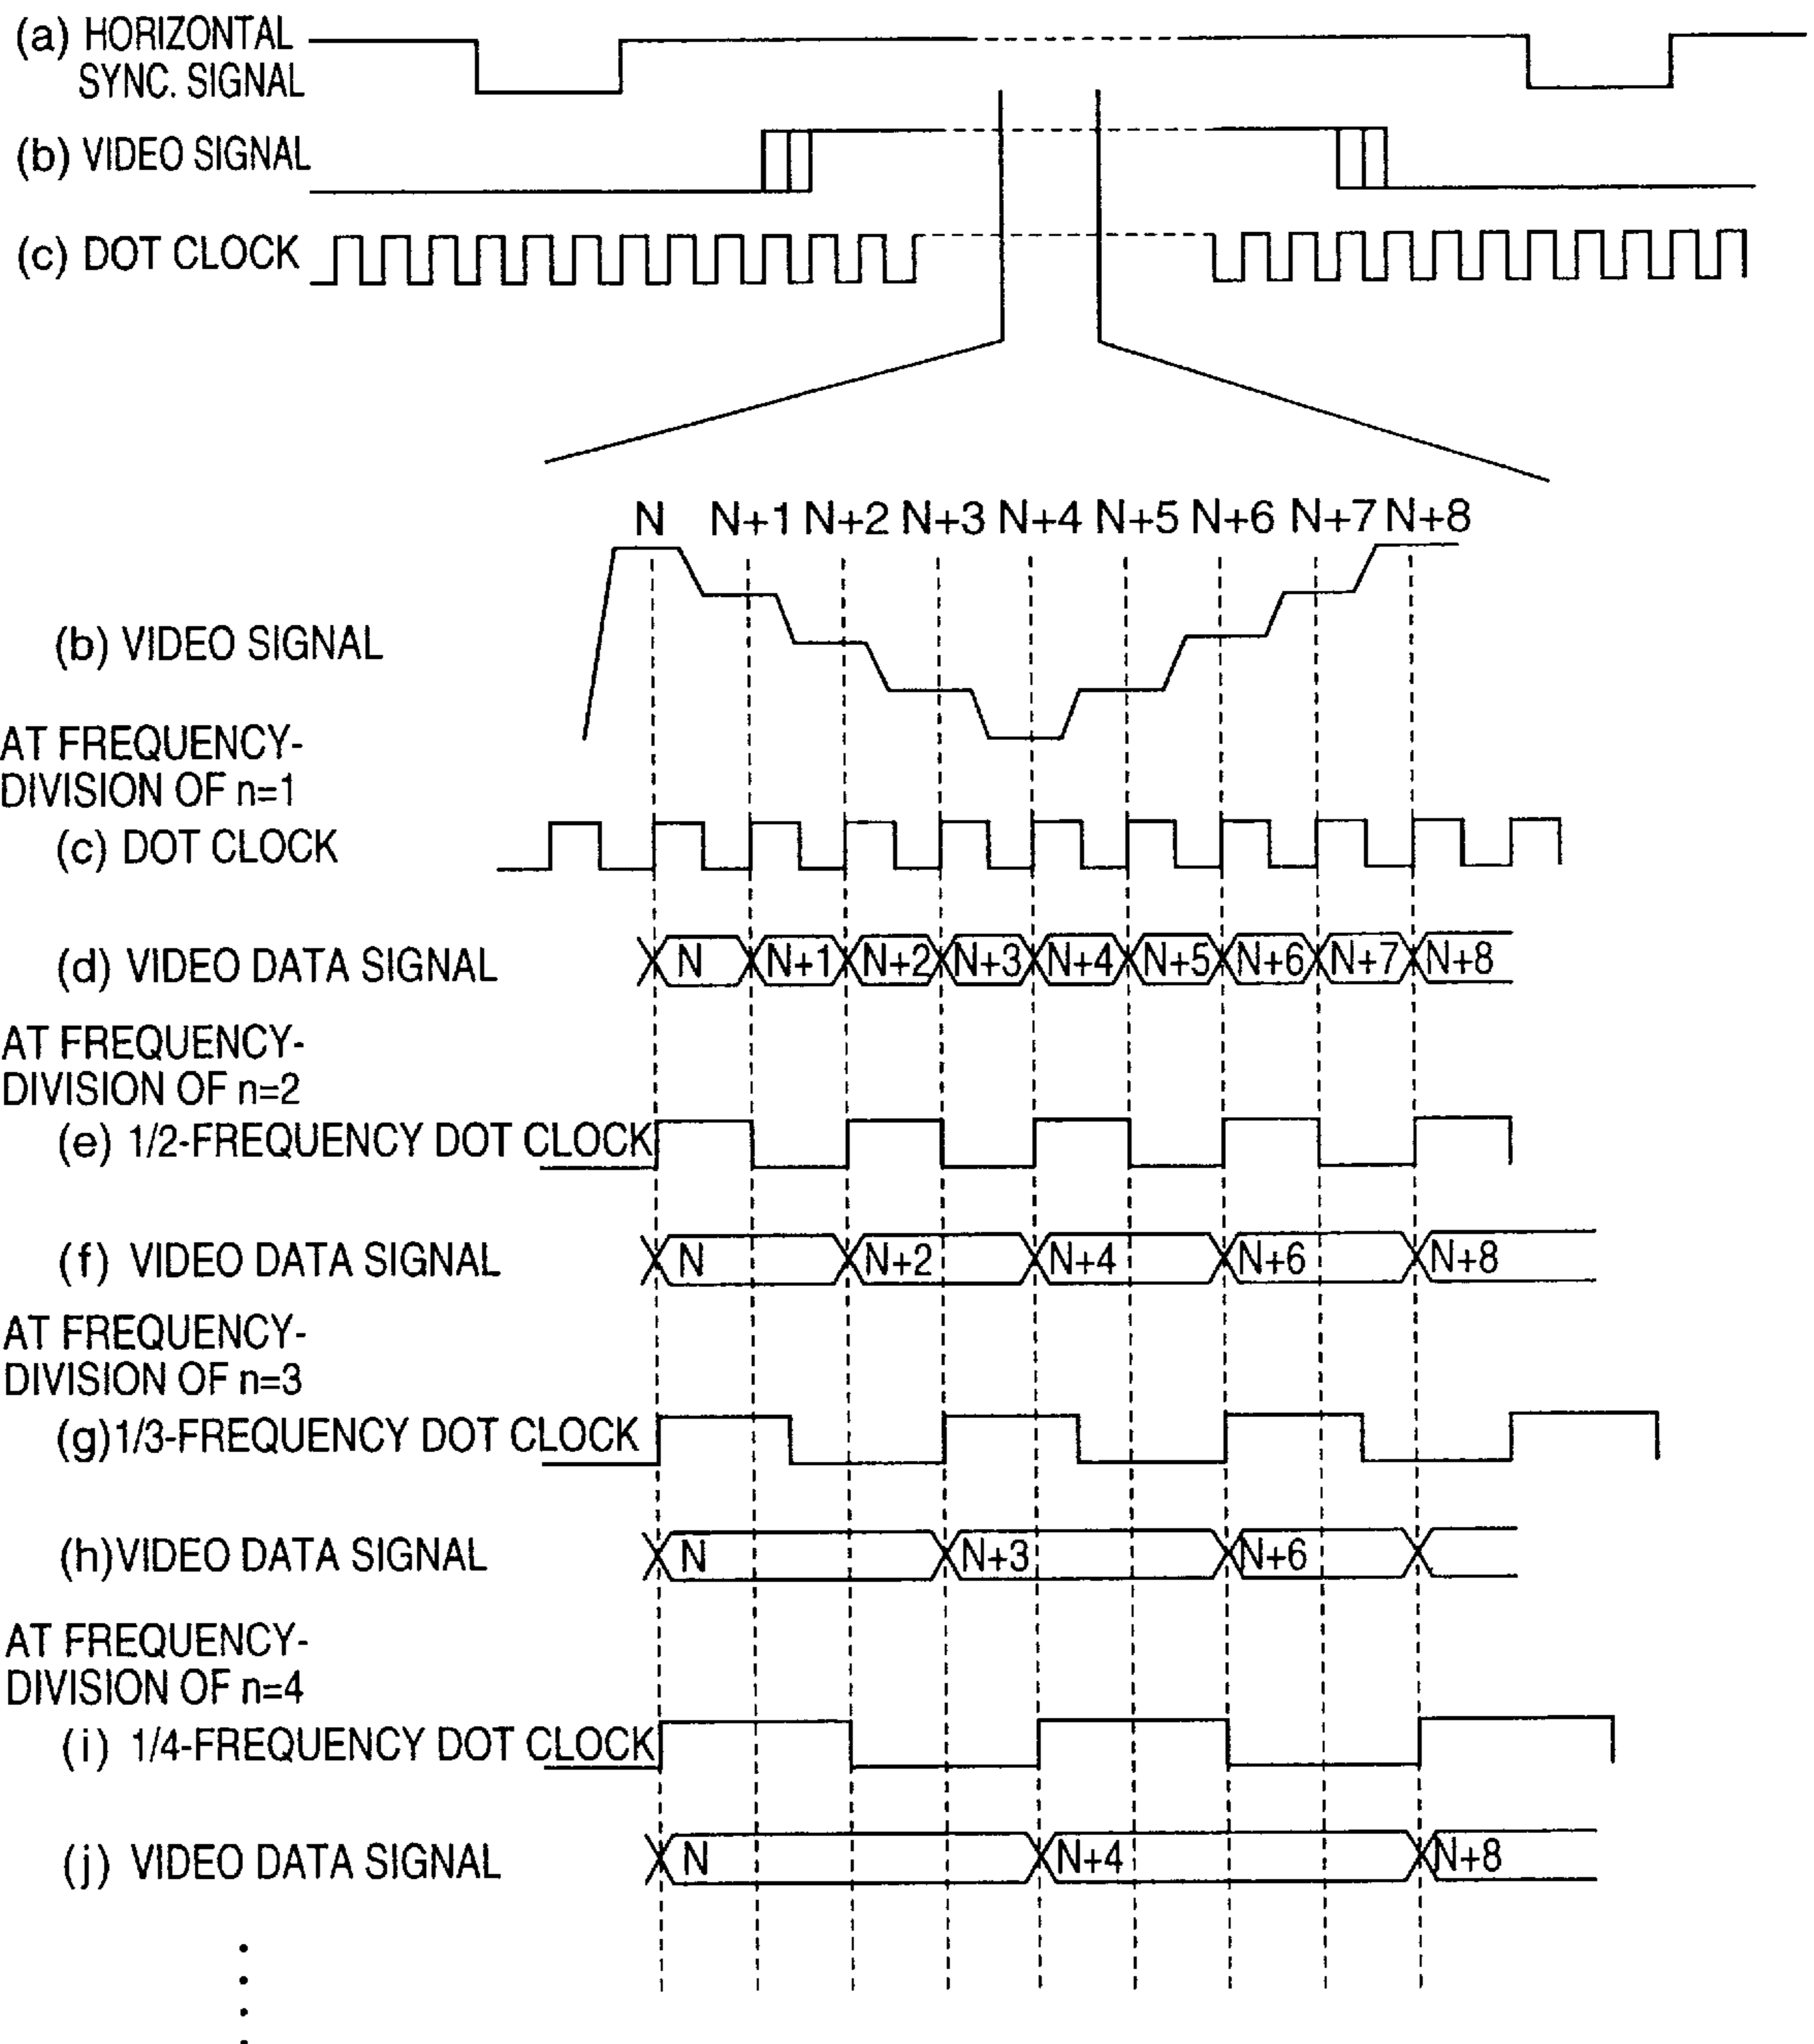 (a) HORIZONTAL
SYNC. SIGNAL
(b) VIDEO SIGNAL
(c) DOT CLOCK
N N+1 N+2 N+3 N+4 N+5 N+6 N+7 N+8
(b) VIDEO SIGNAL
AT FREQUENCY-
DIVISION OF n=1
(c) DOT CLOCK
(d) VIDEO DATA SIGNAL N N+1 N+2 N+3 N+4 N+5 N+6 N+7 N+8
AT FREQUENCY-
DIVISION OF n=2
(e) 1/2-FREQUENCY DOT CLOCK
(f) VIDEO DATA SIGNAL N N+2 N+4 N+6 N+8
AT FREQUENCY-
DIVISION OF n=3
(g) 1/3-FREQUENCY DOT CLOCK
(h) VIDEO DATA SIGNAL N N+3 N+6
AT FREQUENCY-
DIVISION OF n=4
(i) 1/4-FREQUENCY DOT CLOCK
(j) VIDEO DATA SIGNAL N N+4 N+8